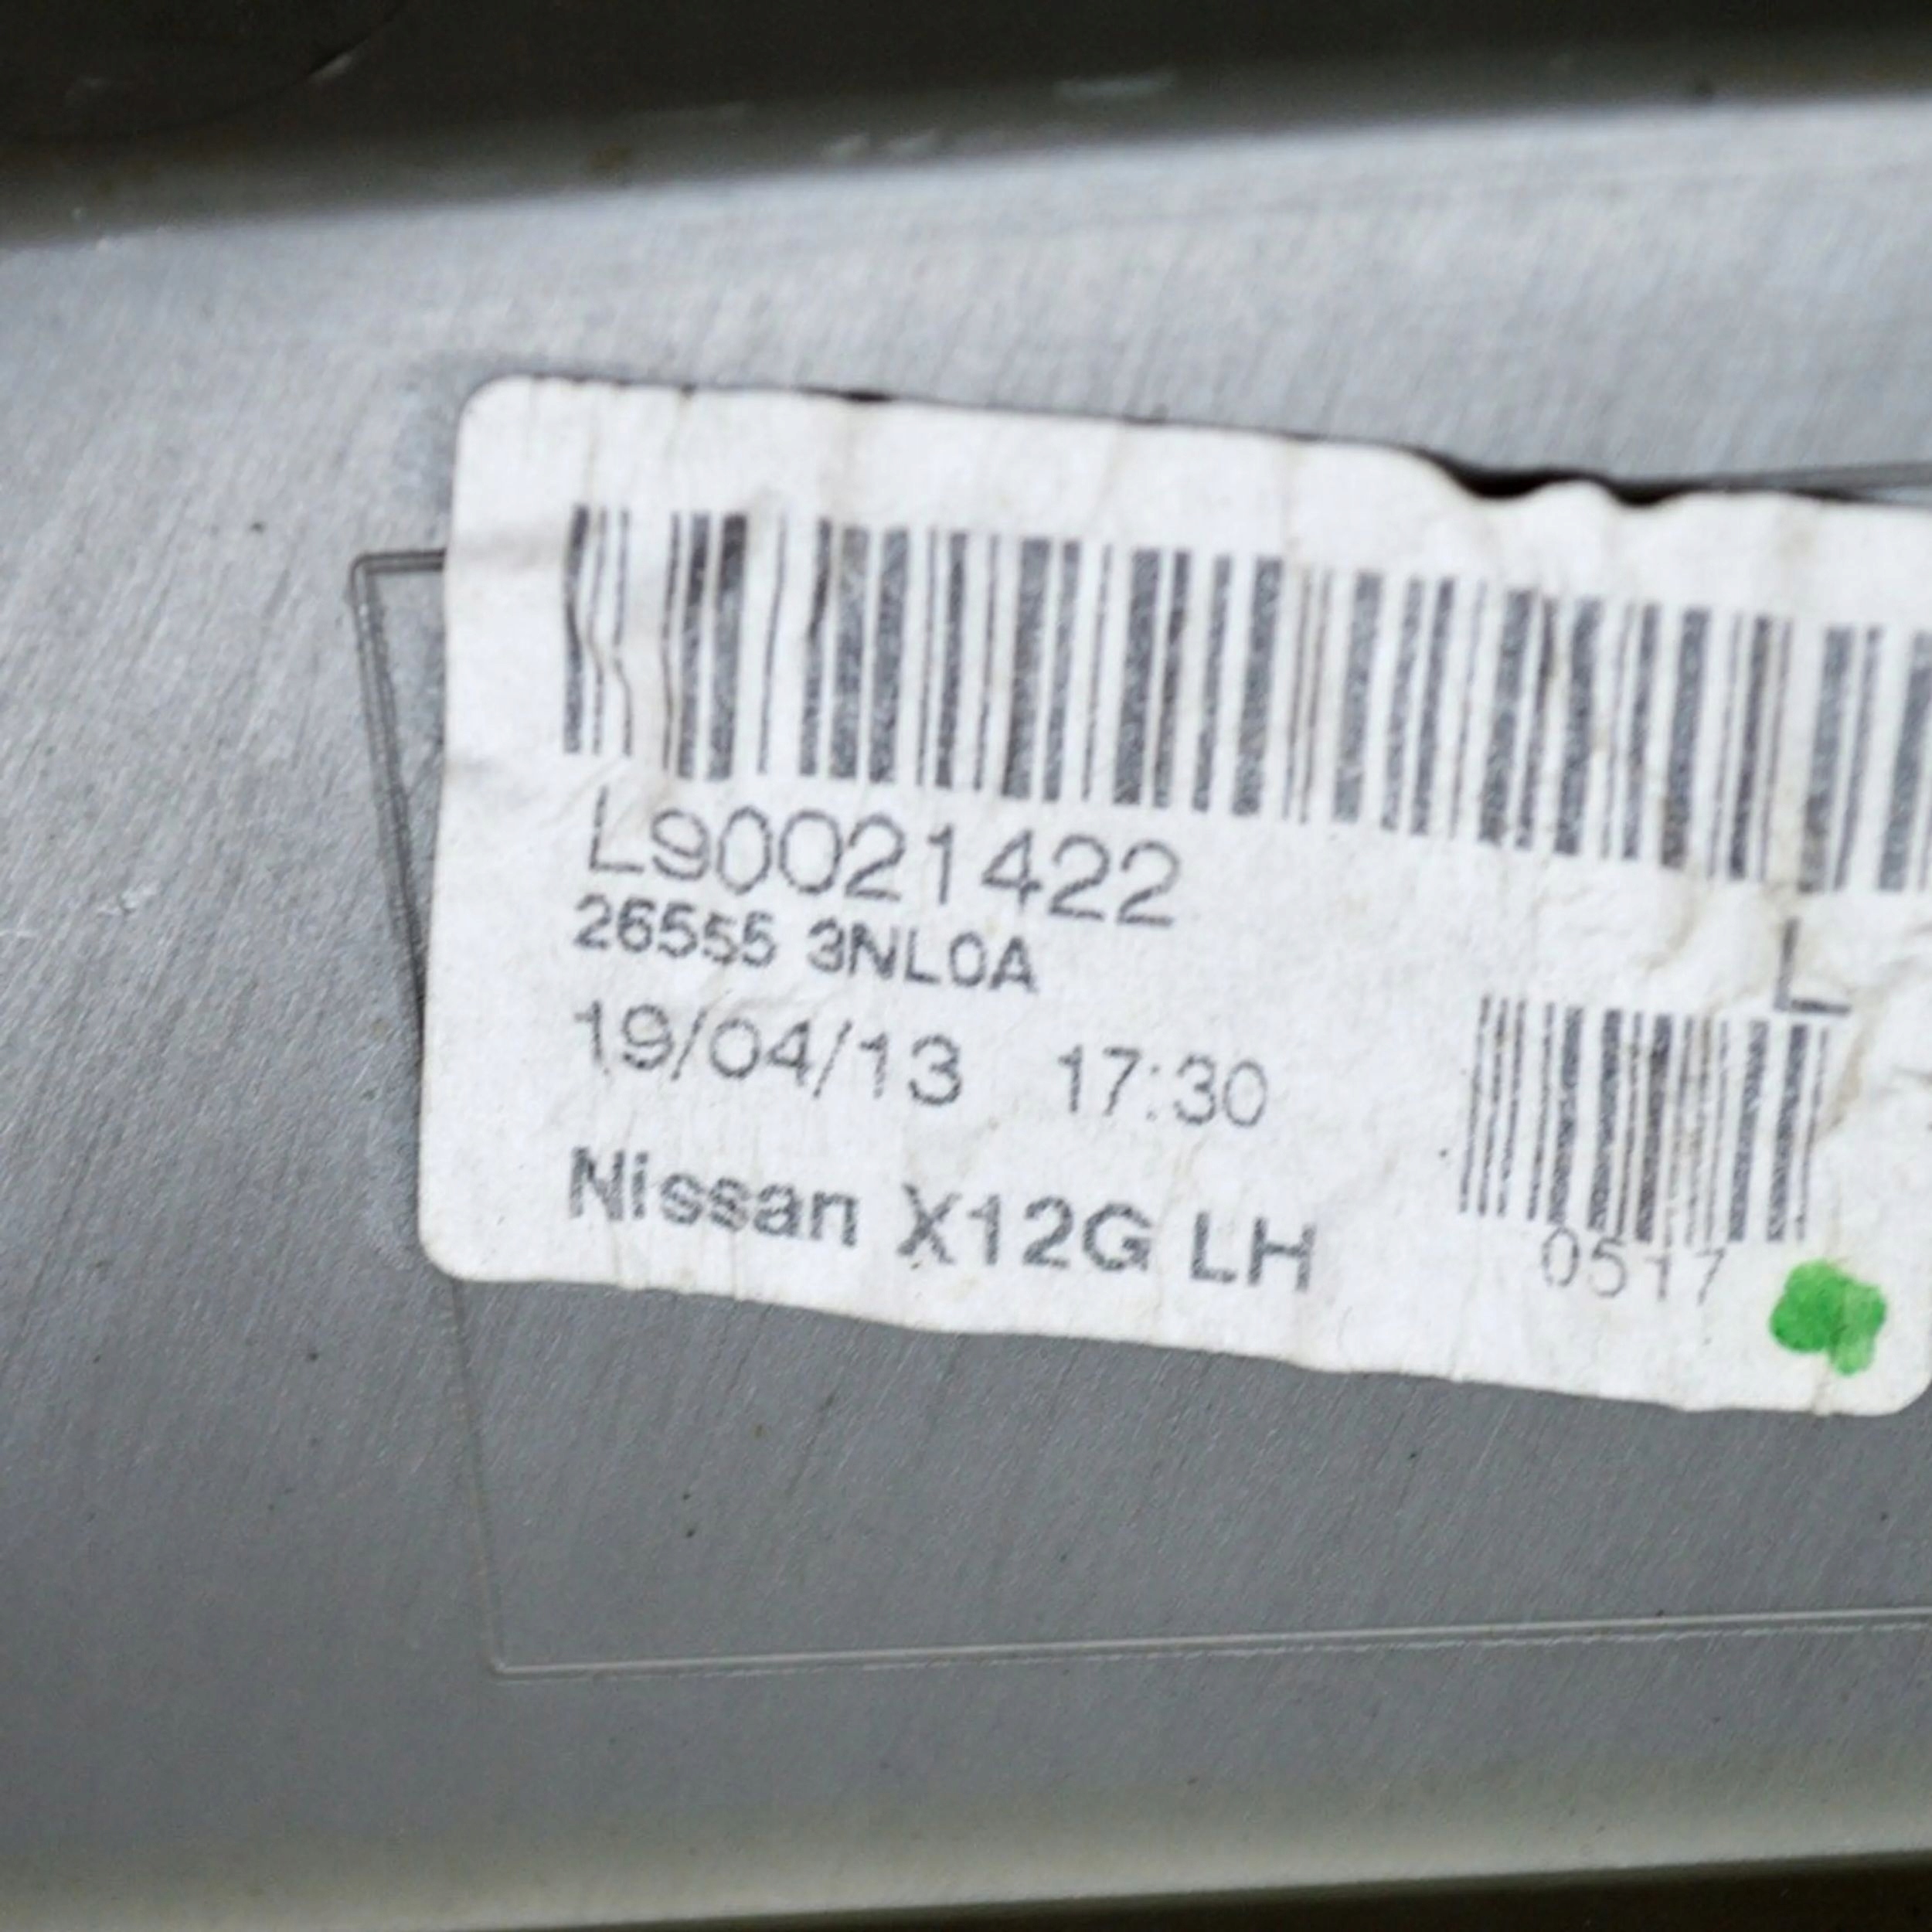 L90021422
26555 3NL0A
L
19/04/13 17:30
Nissan X12G LH
0517